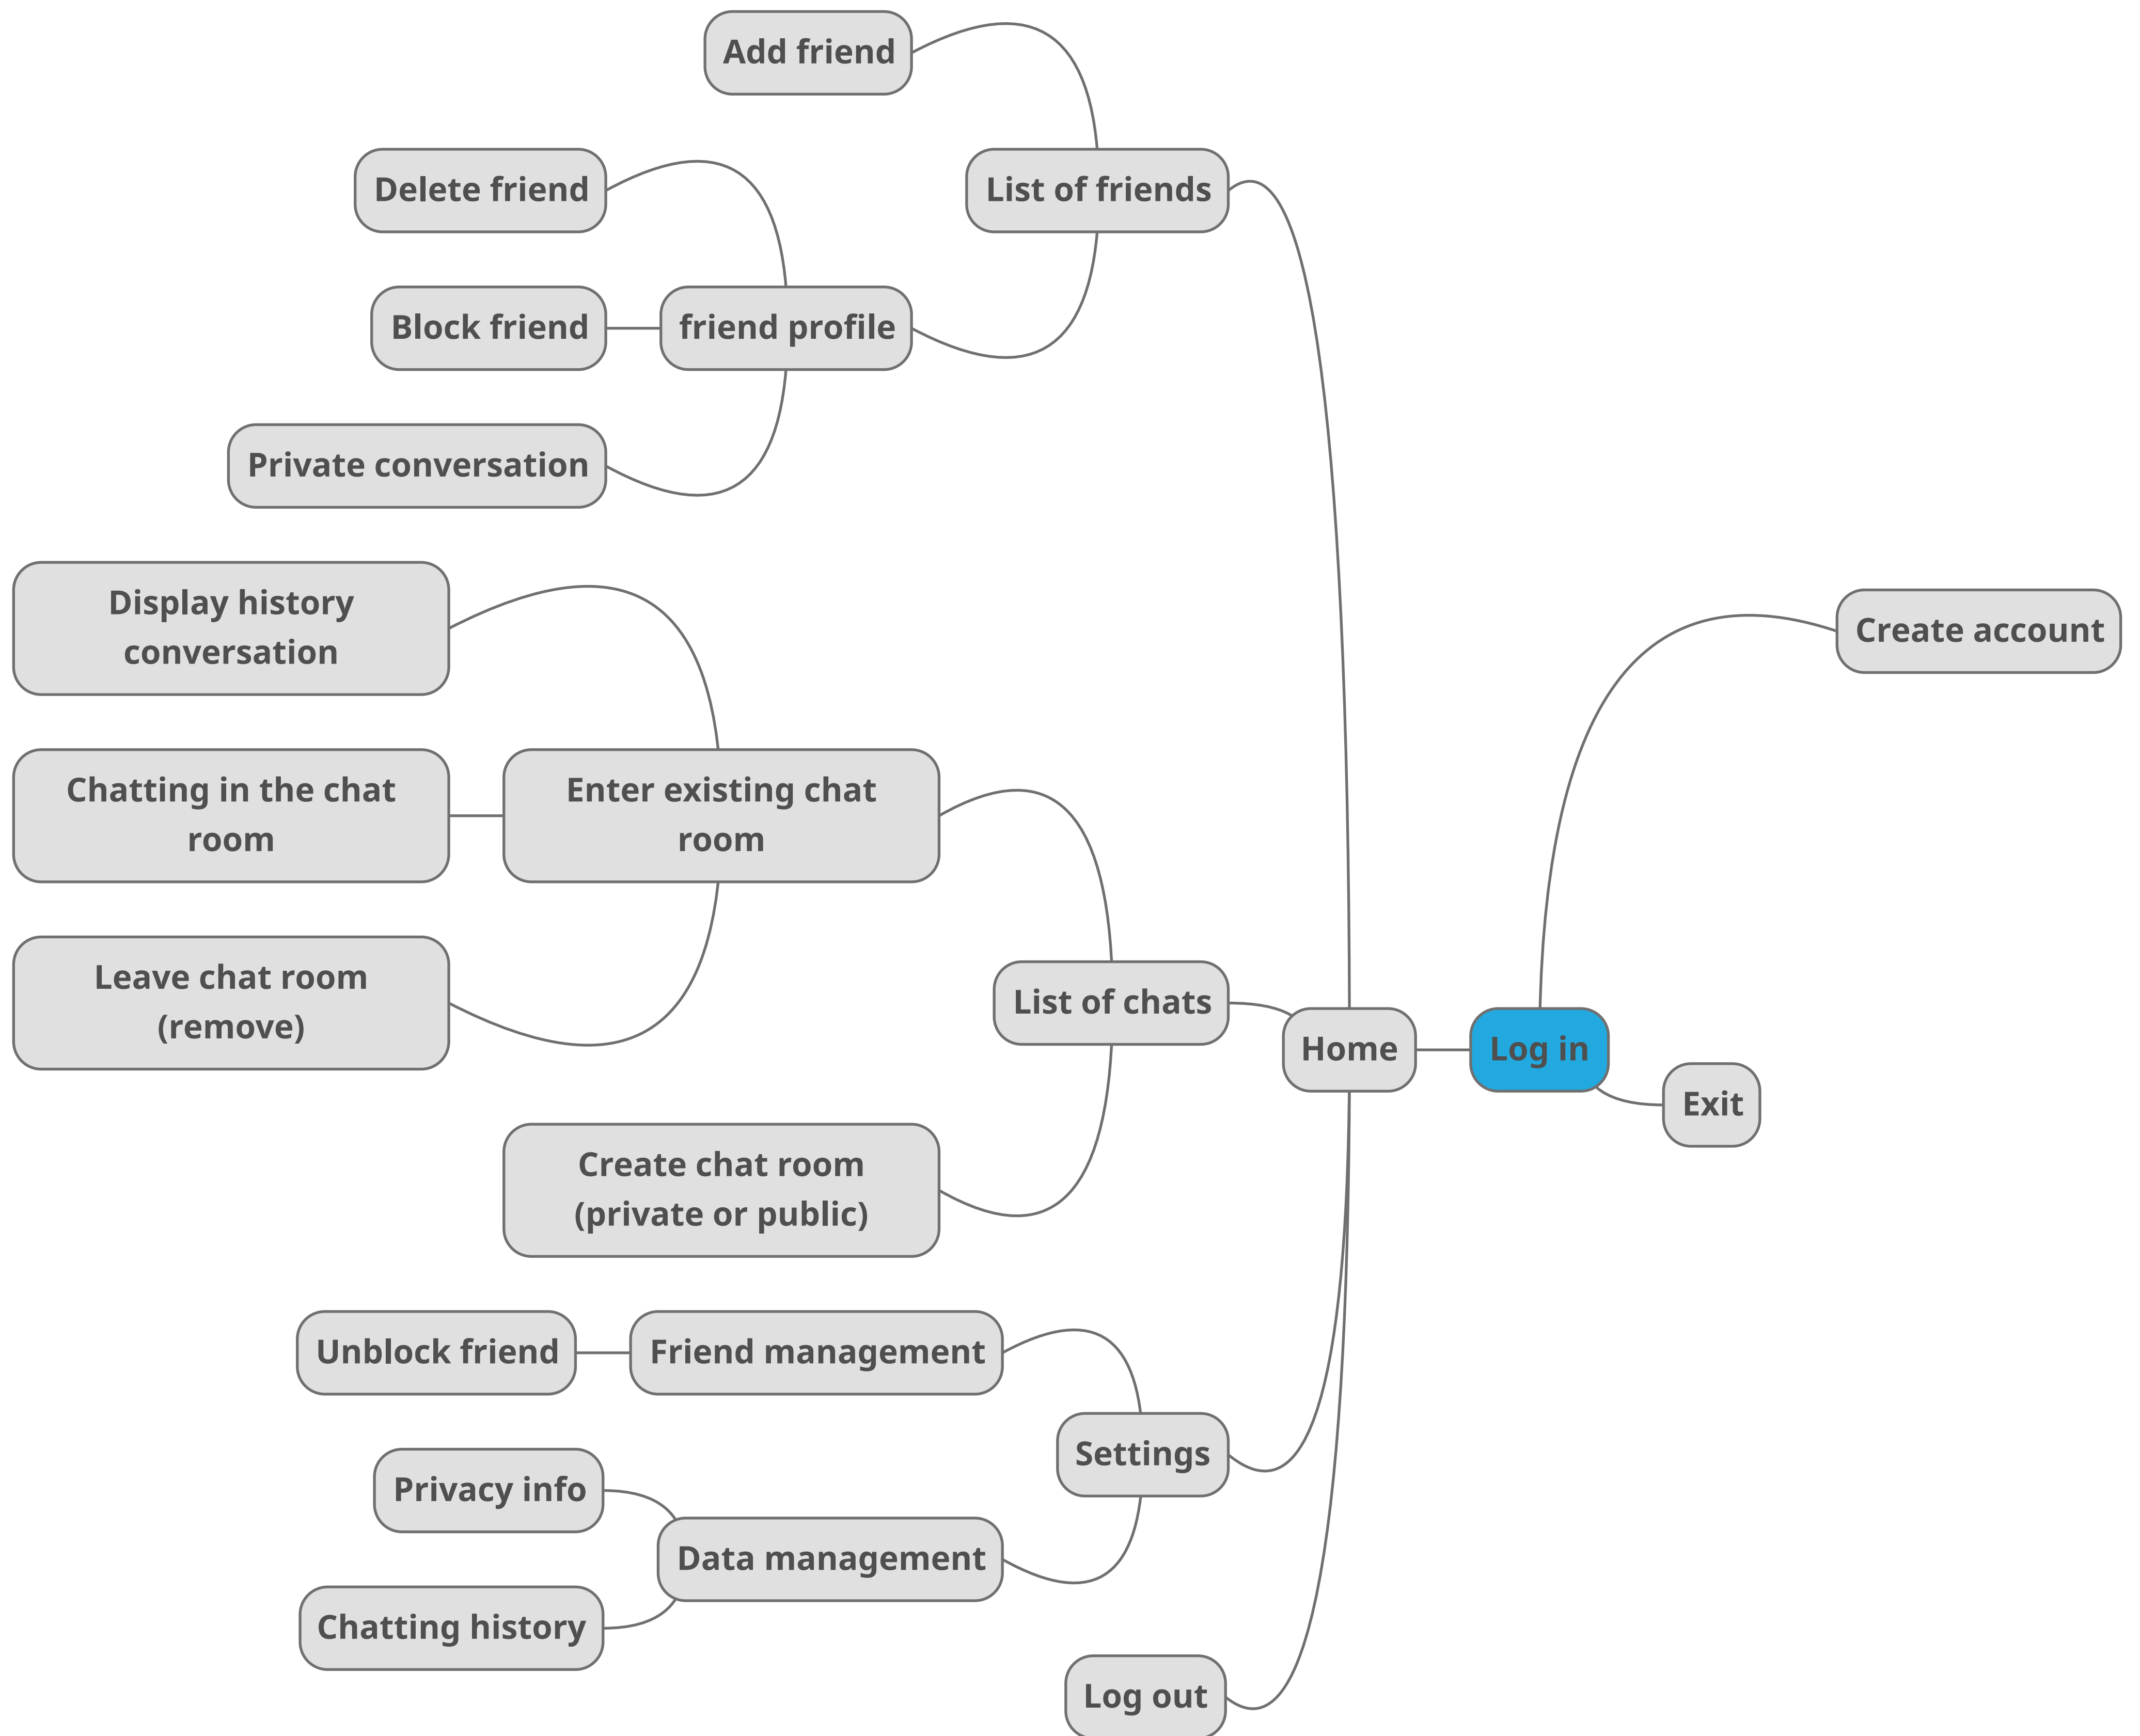 Add friend
Delete friend
List of friends
Block friend
friend profile
Private conversation
Display history
conversation
Create account
Chatting in the chat
room
Enter existing chat
room
Leave chat room
(remove)
List of chats
Home
Log in
Exit
Create chat room
(private or public)
Unblock friend
Friend management
Settings
Privacy info
Data management
Chatting history
Log out